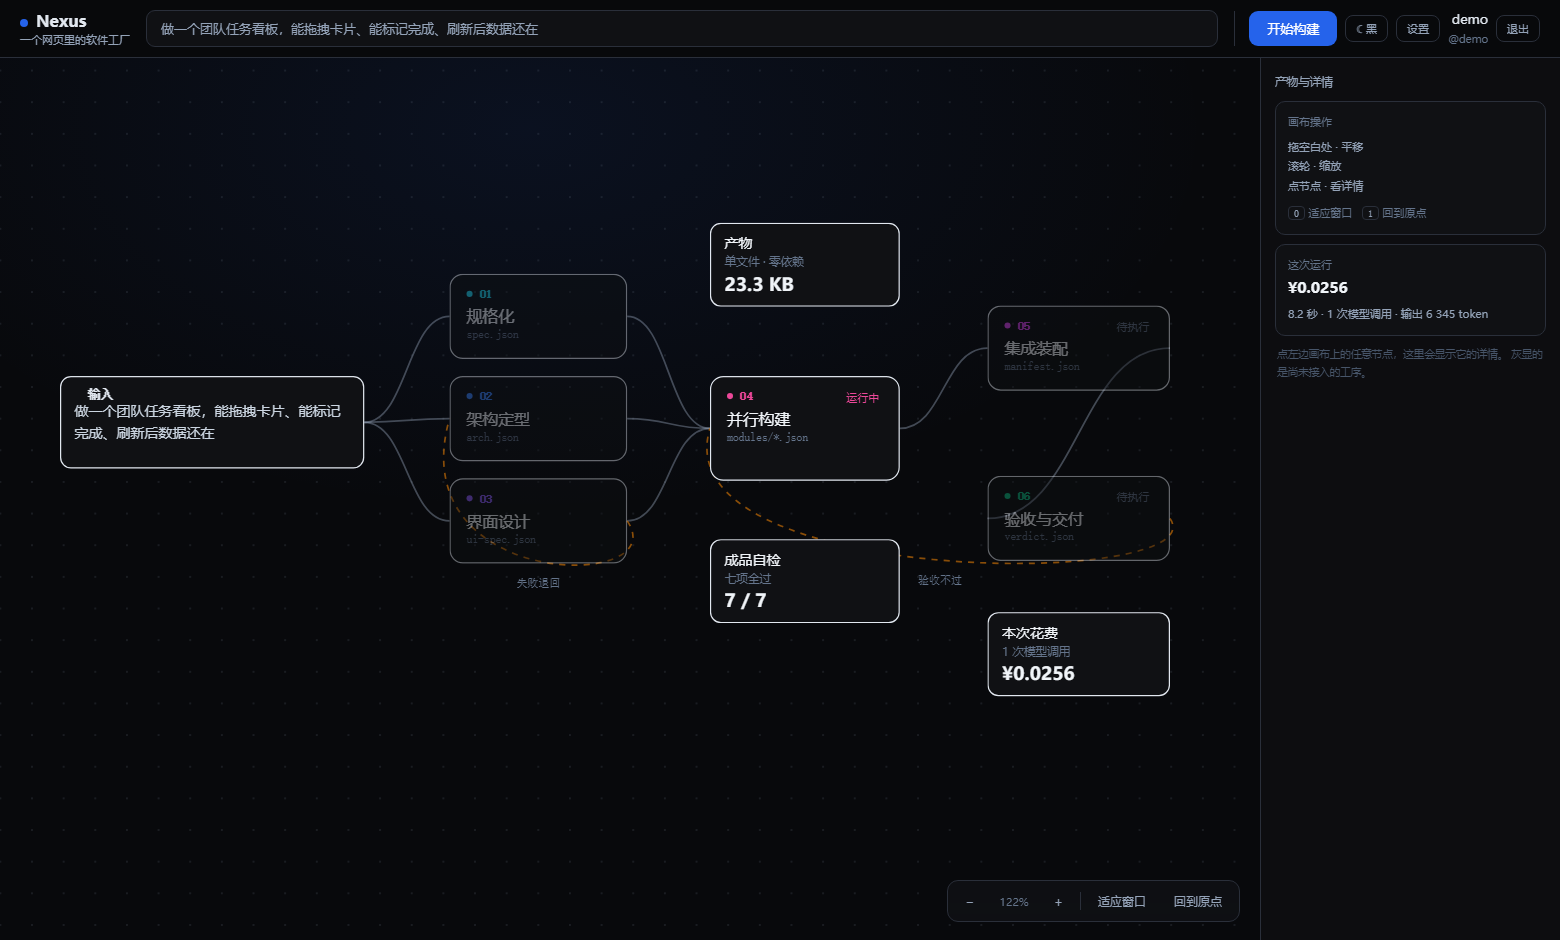 Nexus
一个网页里的软件工厂
做一个团队任务看板，能拖拽卡片、能标记完成、刷新后数据还在
开始构建
☾ 黑
设置
demo
@demo
退出
输入
做一个团队任务看板，能拖拽卡片、能标记
完成、刷新后数据还在
01
规格化
spec.json
02
架构定型
arch.json
03
界面设计
ui-spec.json
失败退回
产物
单文件 · 零依赖
23.3 KB
04
运行中
并行构建
modules/*.json
成品自检
七项全过
7 / 7
05
待执行
集成装配
manifest.json
06
待执行
验收与交付
verdict.json
验收不过
本次花费
1 次模型调用
¥0.0256
− 122% + 适应窗口 回到原点
产物与详情
画布操作
拖空白处 · 平移
滚轮 · 缩放
点节点 · 看详情
0 适应窗口 1 回到原点
这次运行
¥0.0256
8.2 秒 · 1 次模型调用 · 输出 6 345 token
点左边画布上的任意节点，这里会显示它的详情。 灰显的
是尚未接入的工序。